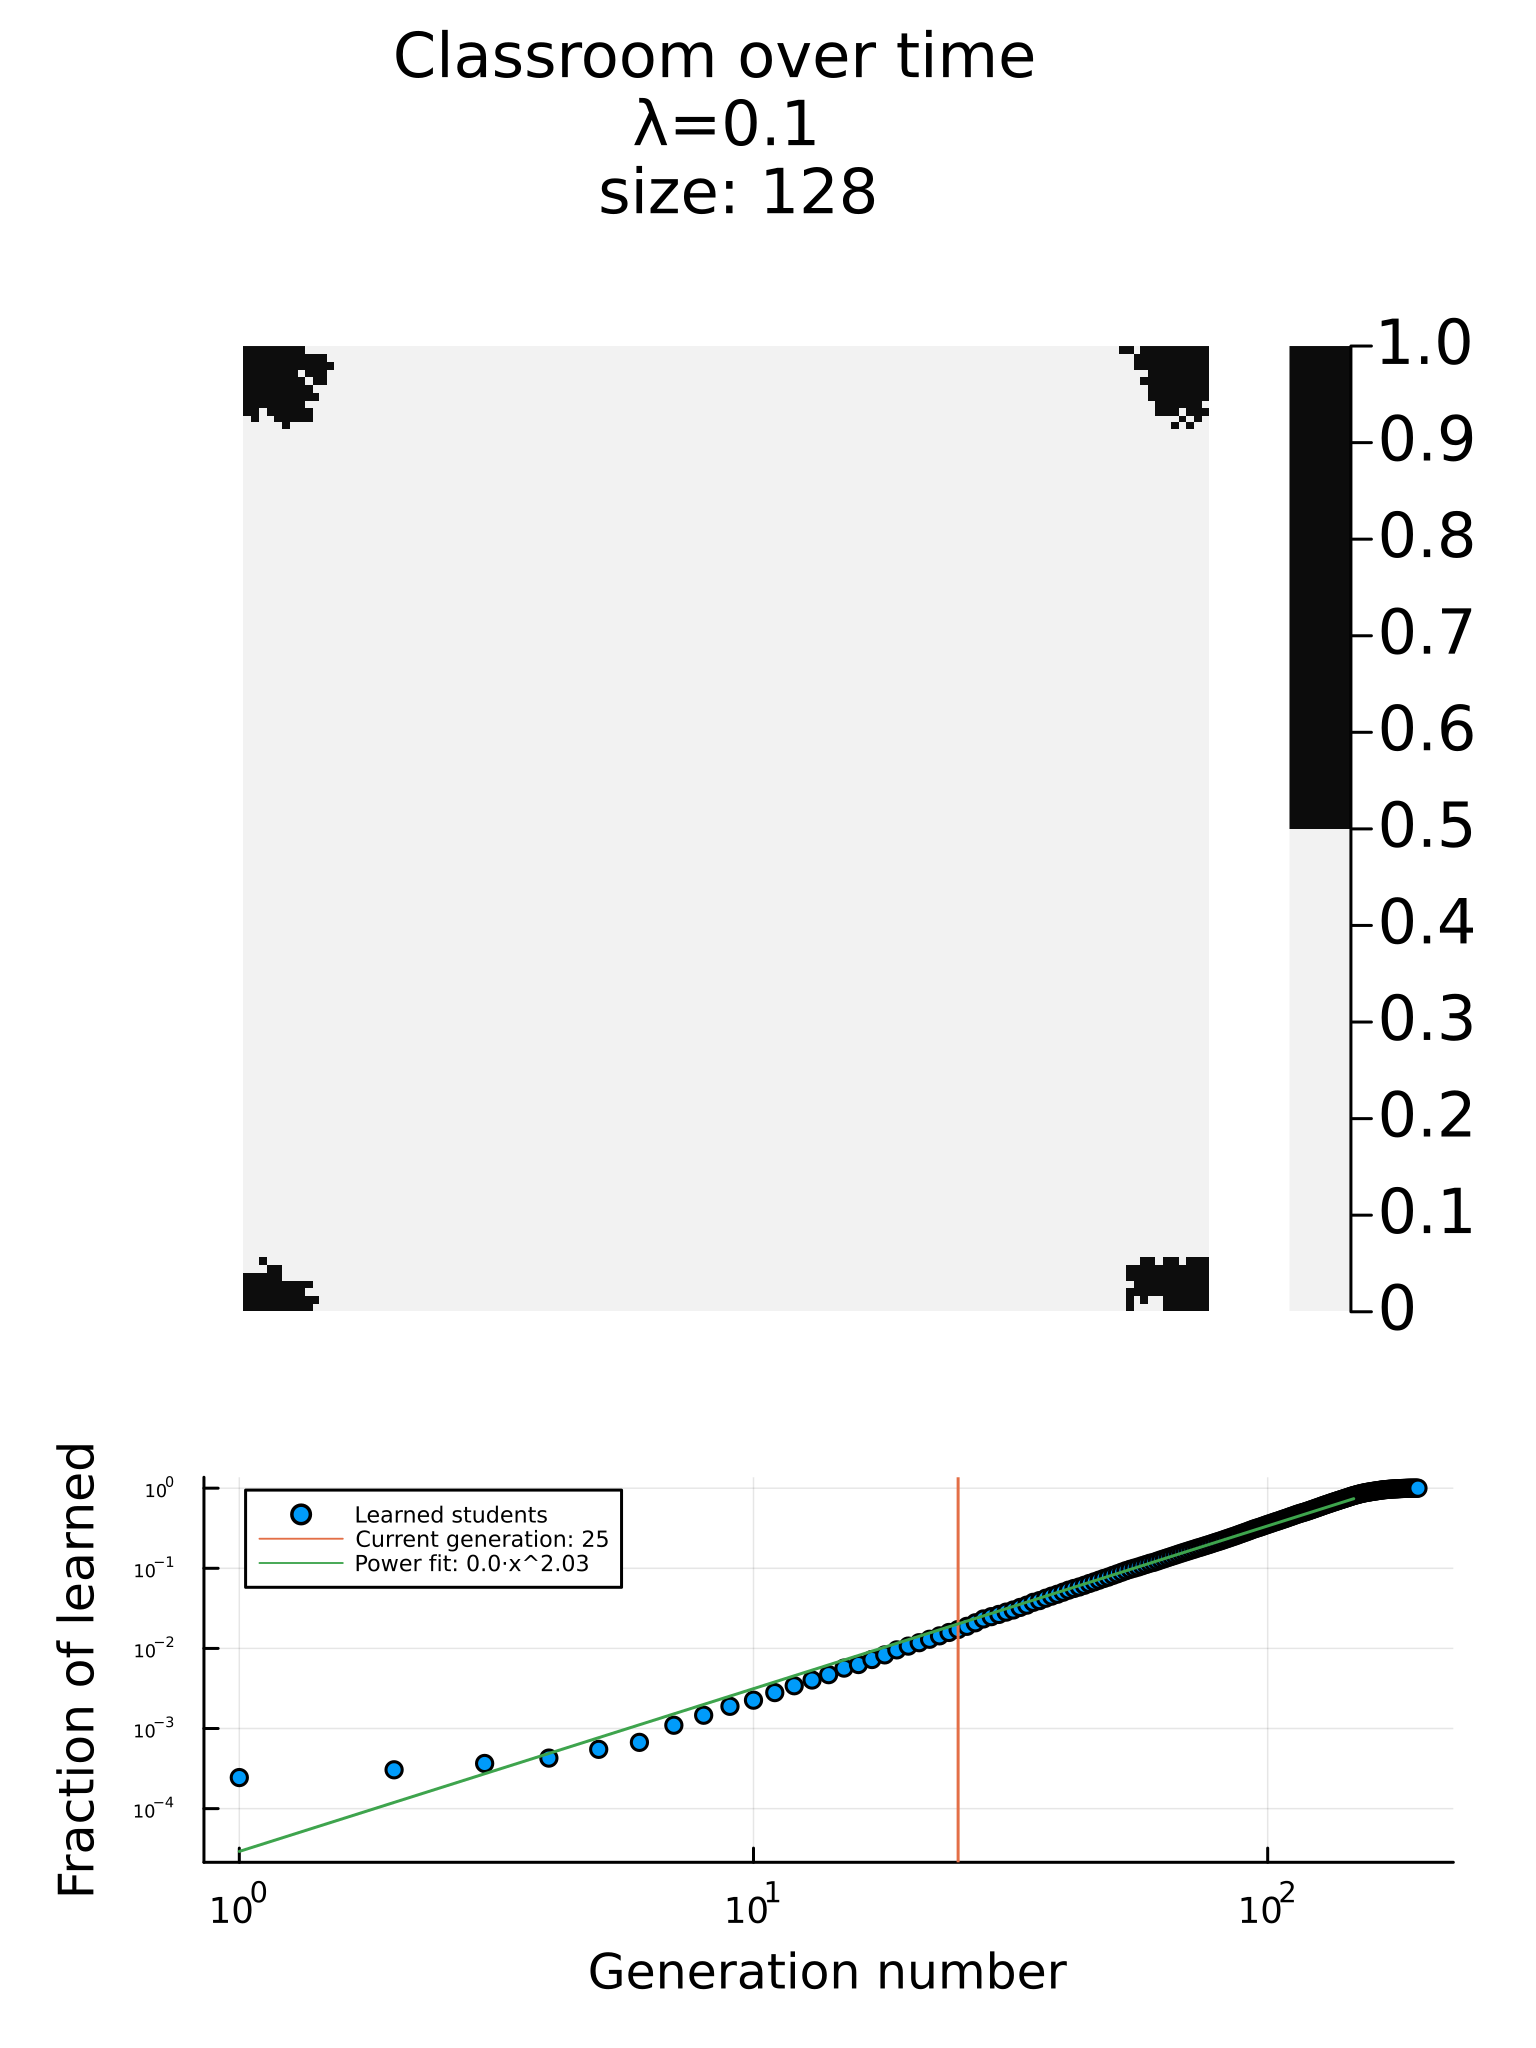 Classroom over time
λ=0.1
size: 128
1.0
0.9
0.8
0.7
0.6
0.5
0.4
0.3
0.2
0.1
0
Fraction of learned
10^0
10^-1
10^-2
10^-3
10^-4
Learned students
Current generation: 25
Power fit: 0.0·x^2.03
10^0 10^1 10^2
Generation number